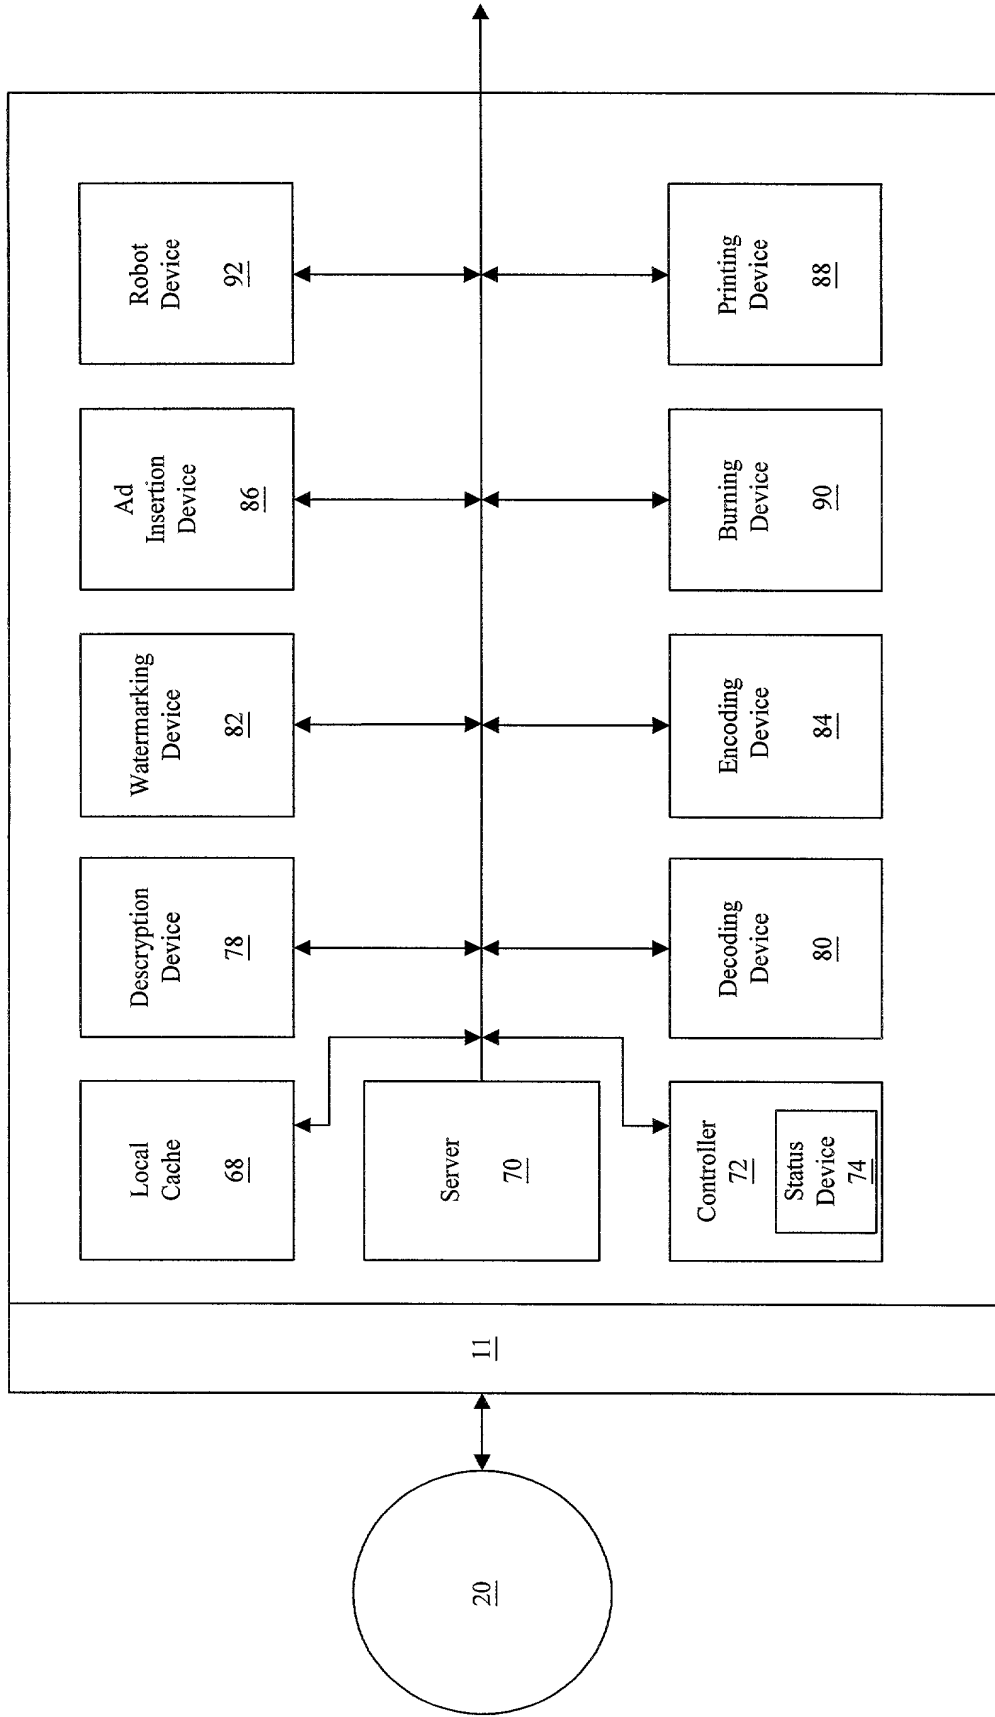 Local
Cache
68
Descryption
Device
78
Watermarking
Device
82
Ad
Insertion
Device
86
Robot
Device
92
20
11
Server
70
Controller
72
Status
Device
74
Decoding
Device
80
Encoding
Device
84
Burning
Device
90
Printing
Device
88